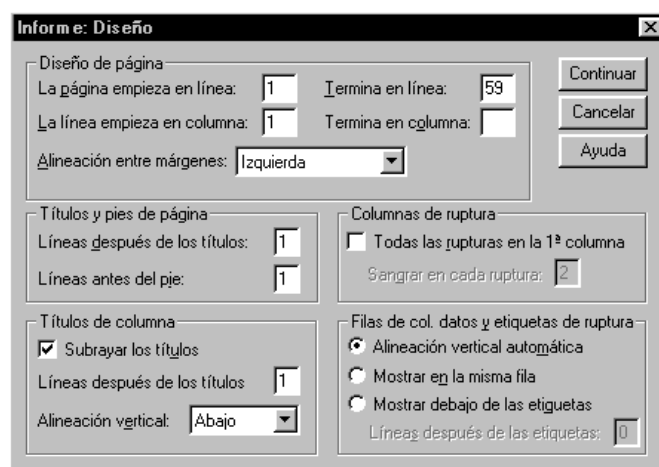 Informe: Diseño
Diseño de página
La página empieza en línea: 1 Termina en línea: 59
La línea empieza en columna: 1 Termina en columna:
Alineación entre márgenes: Izquierda
Continuar
Cancelar
Ayuda
Títulos y pies de página
Líneas después de los títulos: 1
Líneas antes del pie: 1
Columnas de ruptura
Todas las rupturas en la 1ª columna
Sangrar en cada ruptura: 2
Títulos de columna
Subrayar los títulos
Líneas después de los títulos 1
Alineación vertical: Abajo
Filas de col. datos y etiquetas de ruptura
Alineación vertical automática
Mostrar en la misma fila
Mostrar debajo de las etiquetas
Líneas después de las etiquetas: 0